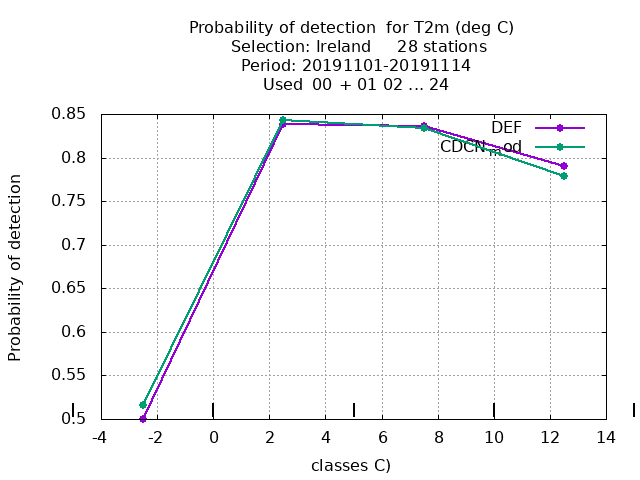 Probability of detection for T2m (deg C)
Selection: Ireland 28 stations
Period: 20191101-20191114
Used 00 + 01 02 ... 24
0.85
DEF
CDCN_mod
0.8
0.75
0.7
0.65
0.6
0.55
0.5
Probability of detection
-4 -2 0 2 4 6 8 10 12 14
classes C)